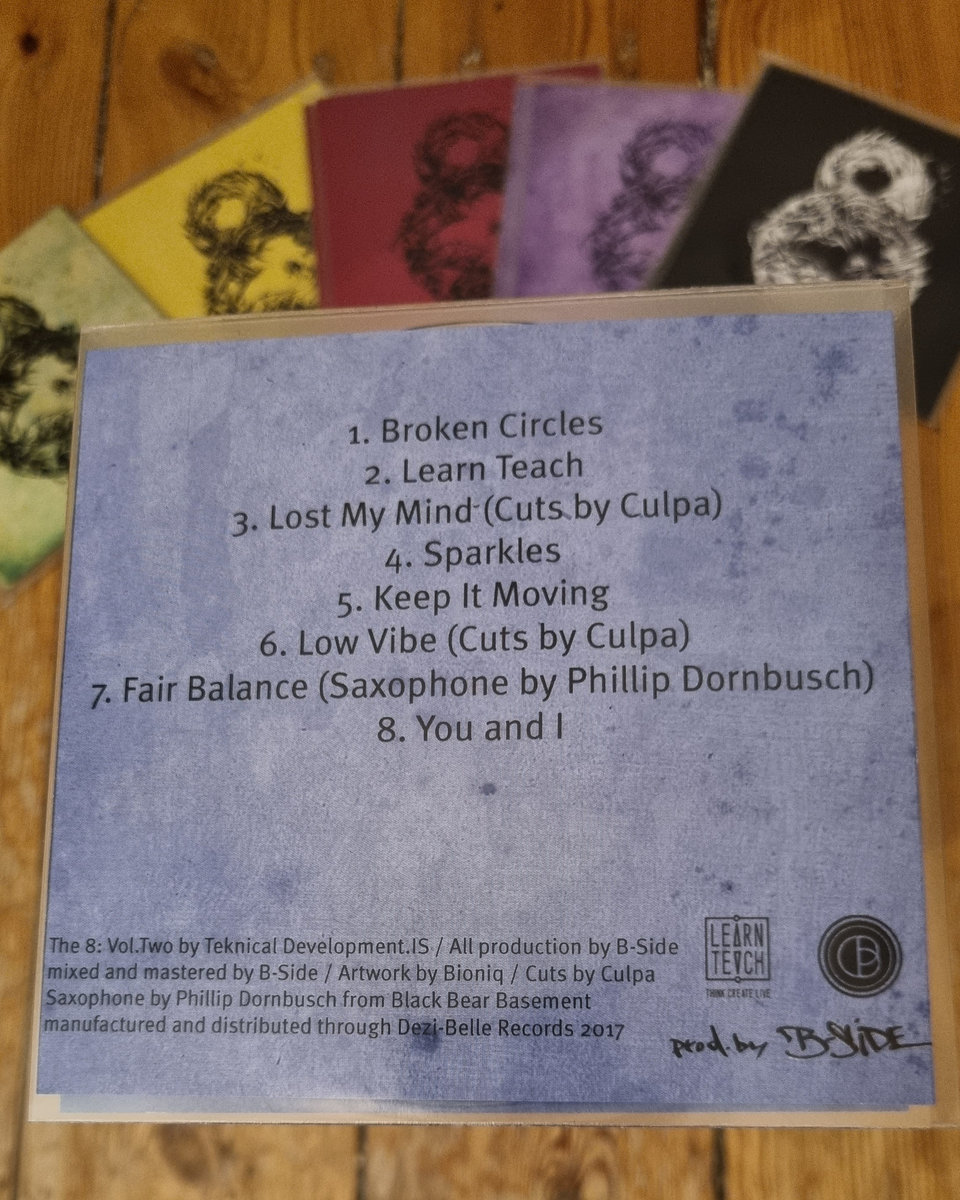 1. Broken Circles
2. Learn Teach
3. Lost My Mind (Cuts by Culpa)
4. Sparkles
5. Keep It Moving
6. Low Vibe (Cuts by Culpa)
7. Fair Balance (Saxophone by Phillip Dornbusch)
8. You and I
The 8: Vol.Two by Teknical Development.IS / All production by B-Side
mixed and mastered by B-Side / Artwork by Bioniq / Cuts by Culpa
Saxophone by Phillip Dornbusch from Black Bear Basement
manufactured and distributed through Dezi-Belle Records 2017
LEARN
TEVCH
THINK CREATE LIVE
prod. by B-SIDE